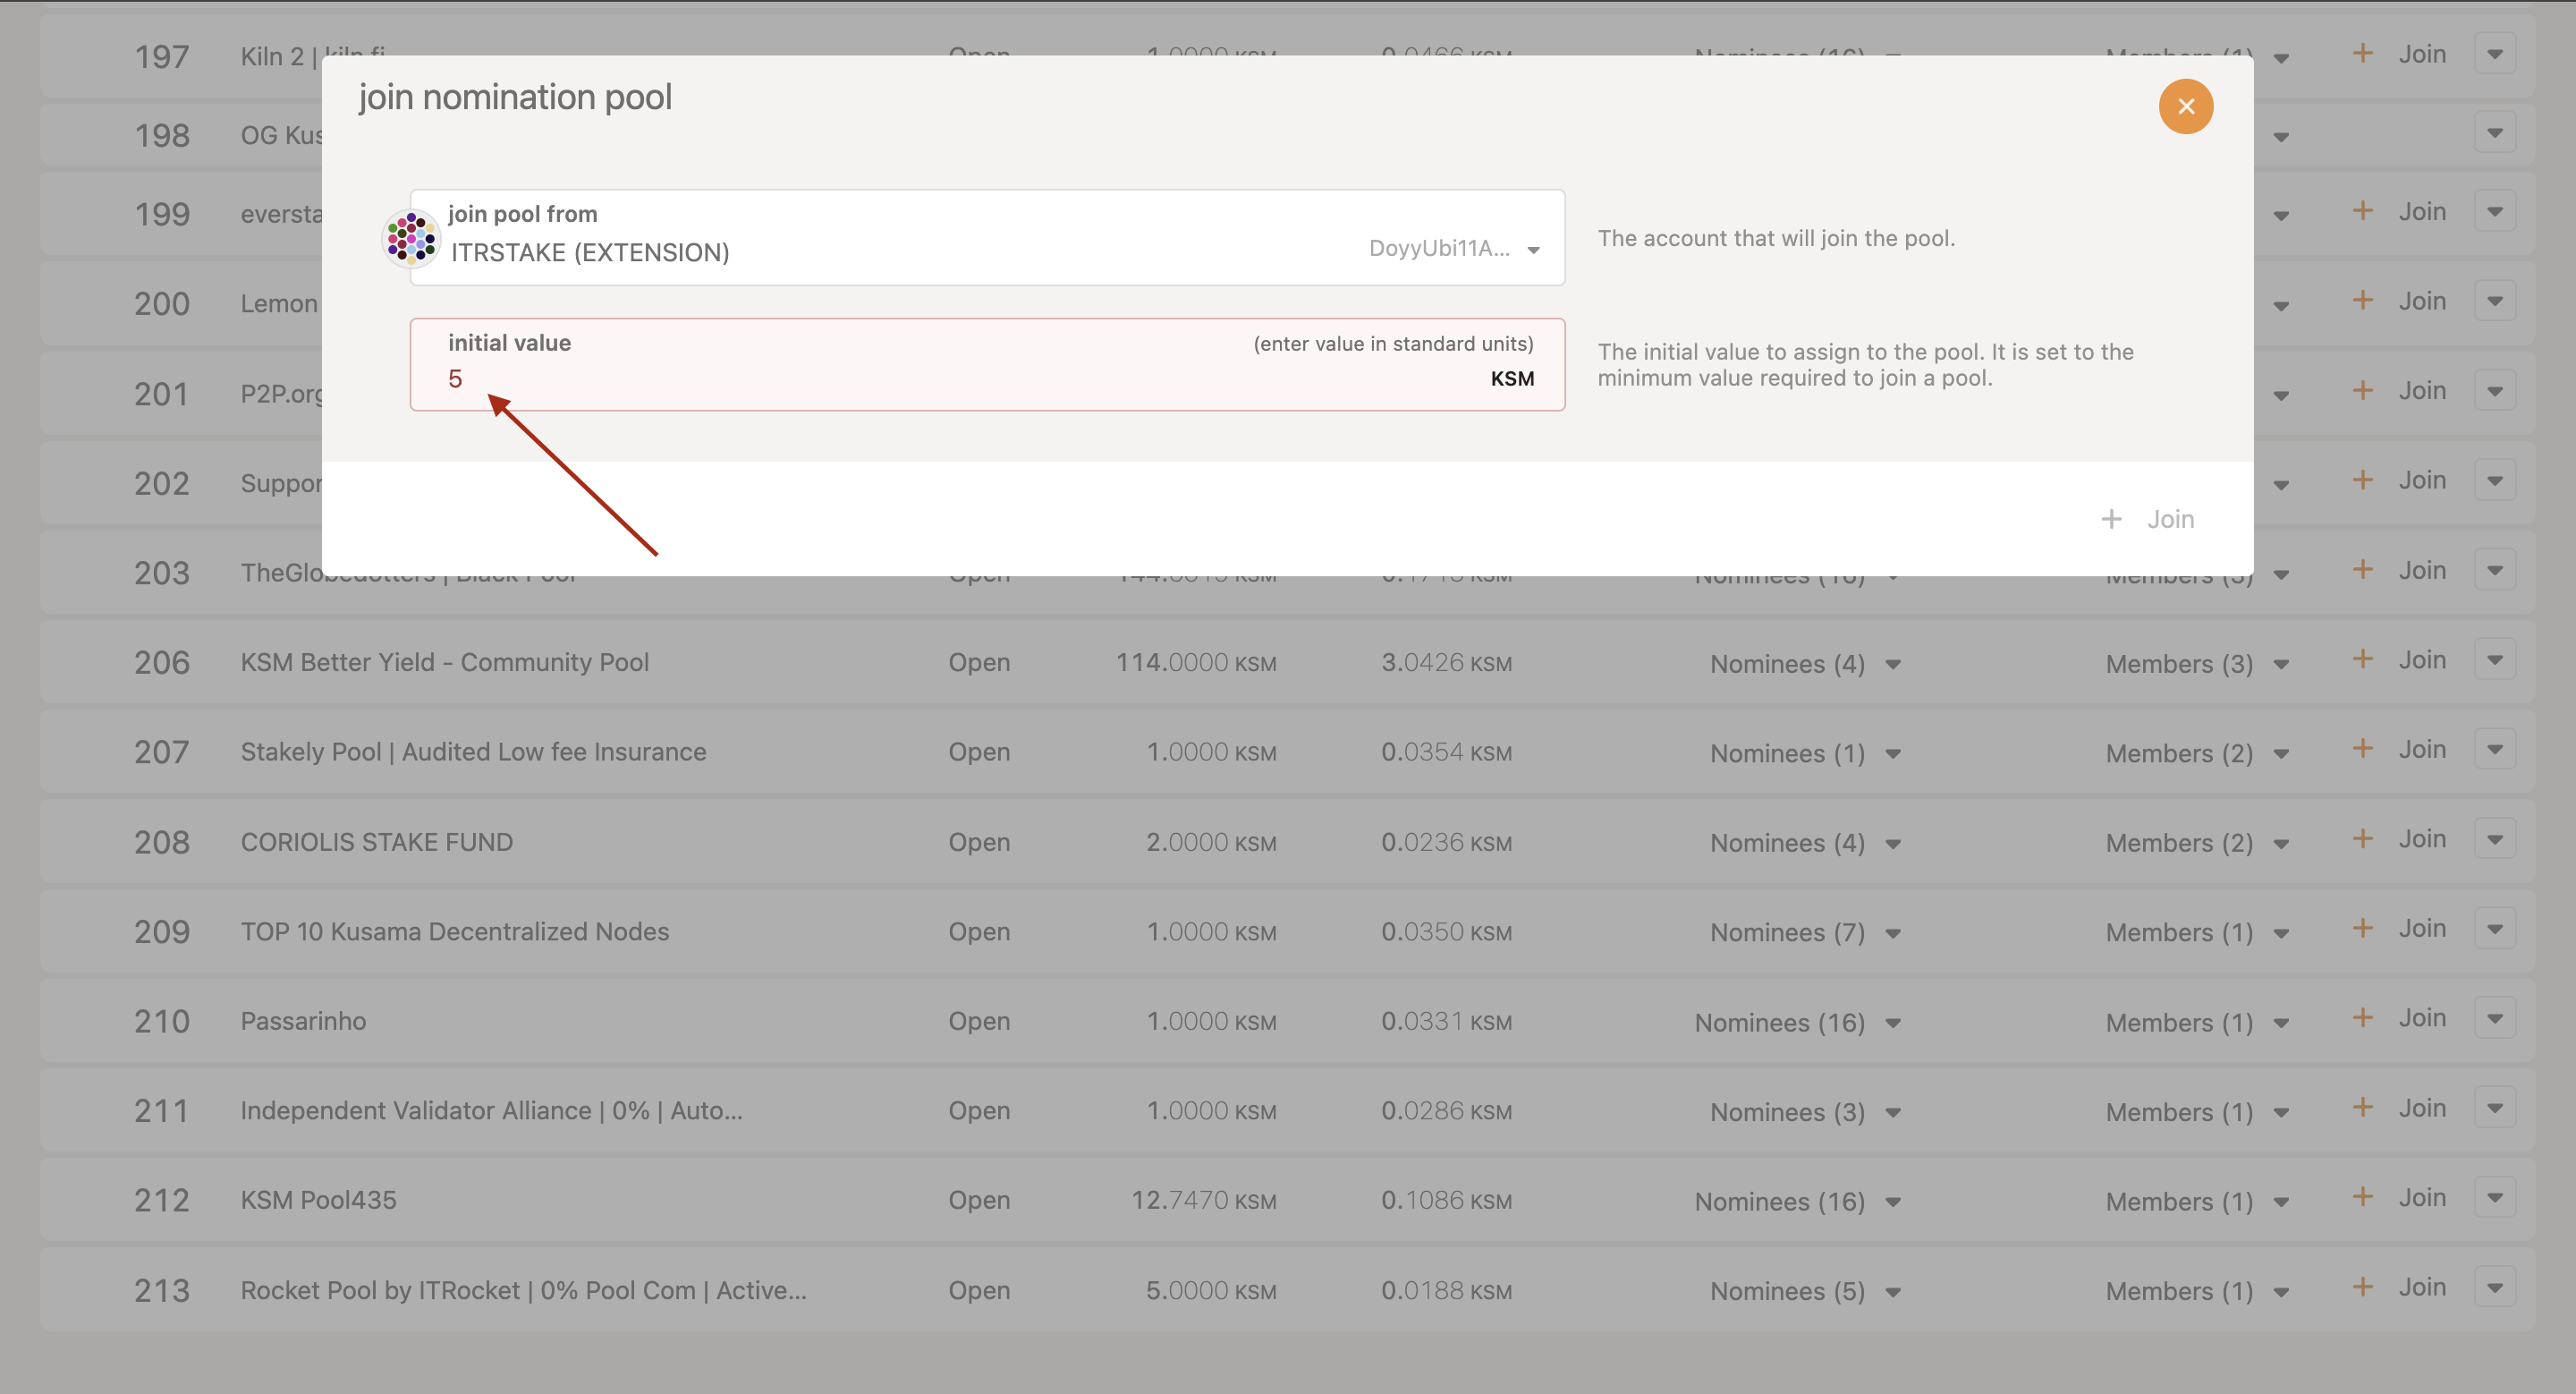 197 Kiln 2 | kiln.fi Open 1.0000 KSM 0.0466 KSM Nominees (16) Members (1) + Join
join nomination pool
198 OG Kus
join pool from
199 eversta ITRSTAKE (EXTENSION) DoyyUbi11A... The account that will join the pool. + Join
200 Lemon + Join
initial value (enter value in standard units)
5 KSM
The initial value to assign to the pool. It is set to the
minimum value required to join a pool.
201 P2P.org + Join
202 Suppor + Join
+ Join
203 TheGlobedotters | Black Pool Open KSM KSM Nominees (16) Members (3) + Join
206 KSM Better Yield - Community Pool Open 114.0000 KSM 3.0426 KSM Nominees (4) Members (3) + Join
207 Stakely Pool | Audited Low fee Insurance Open 1.0000 KSM 0.0354 KSM Nominees (1) Members (2) + Join
208 CORIOLIS STAKE FUND Open 2.0000 KSM 0.0236 KSM Nominees (4) Members (2) + Join
209 TOP 10 Kusama Decentralized Nodes Open 1.0000 KSM 0.0350 KSM Nominees (7) Members (1) + Join
210 Passarinho Open 1.0000 KSM 0.0331 KSM Nominees (16) Members (1) + Join
211 Independent Validator Alliance | 0% | Auto... Open 1.0000 KSM 0.0286 KSM Nominees (3) Members (1) + Join
212 KSM Pool435 Open 12.7470 KSM 0.1086 KSM Nominees (16) Members (1) + Join
213 Rocket Pool by ITRocket | 0% Pool Com | Active... Open 5.0000 KSM 0.0188 KSM Nominees (5) Members (1) + Join